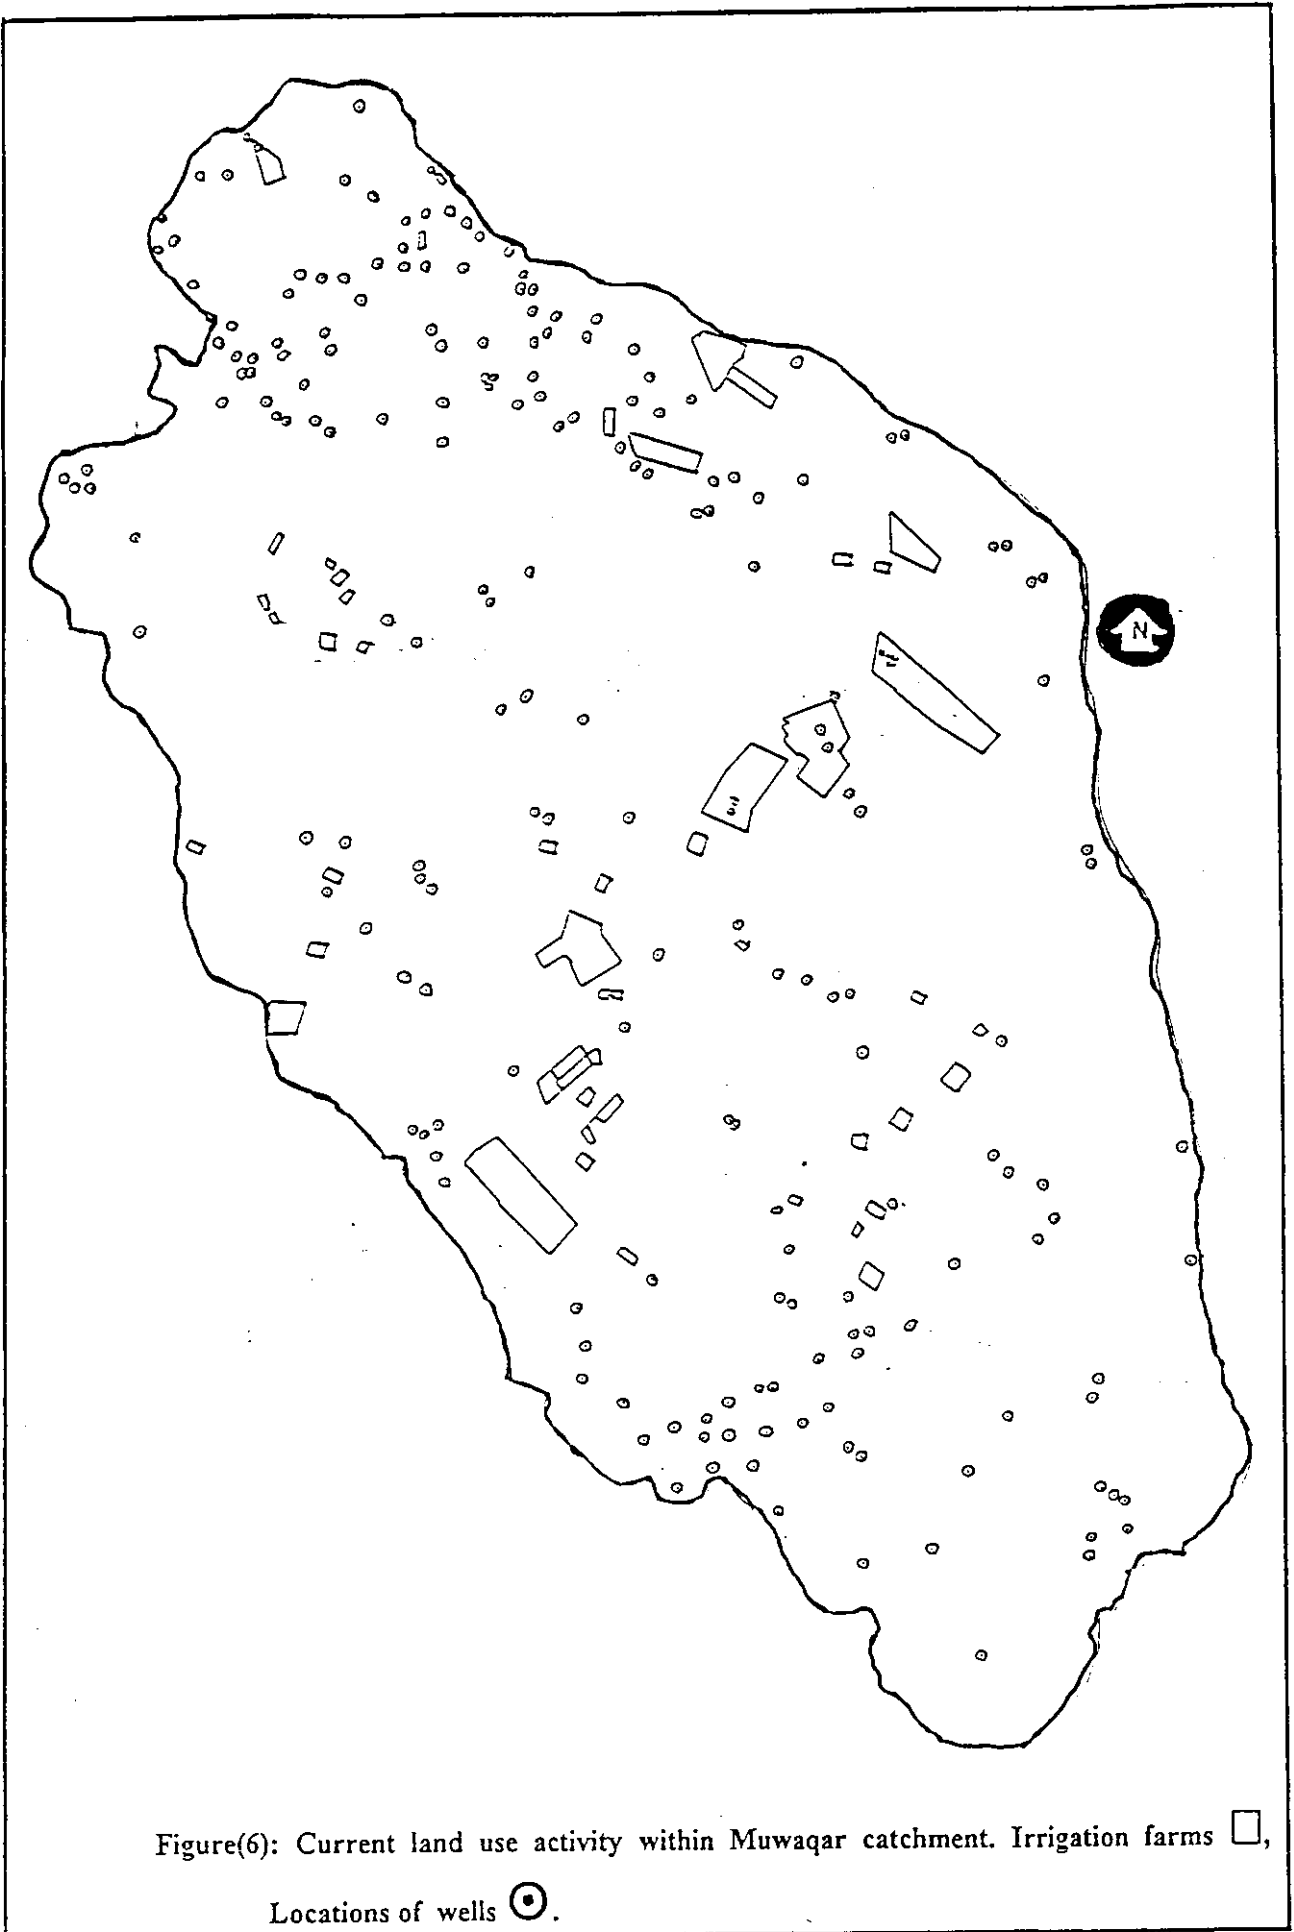 N
Figure(6): Current land use activity within Muwaqar catchment. Irrigation farms □,
Locations of wells ⊙.